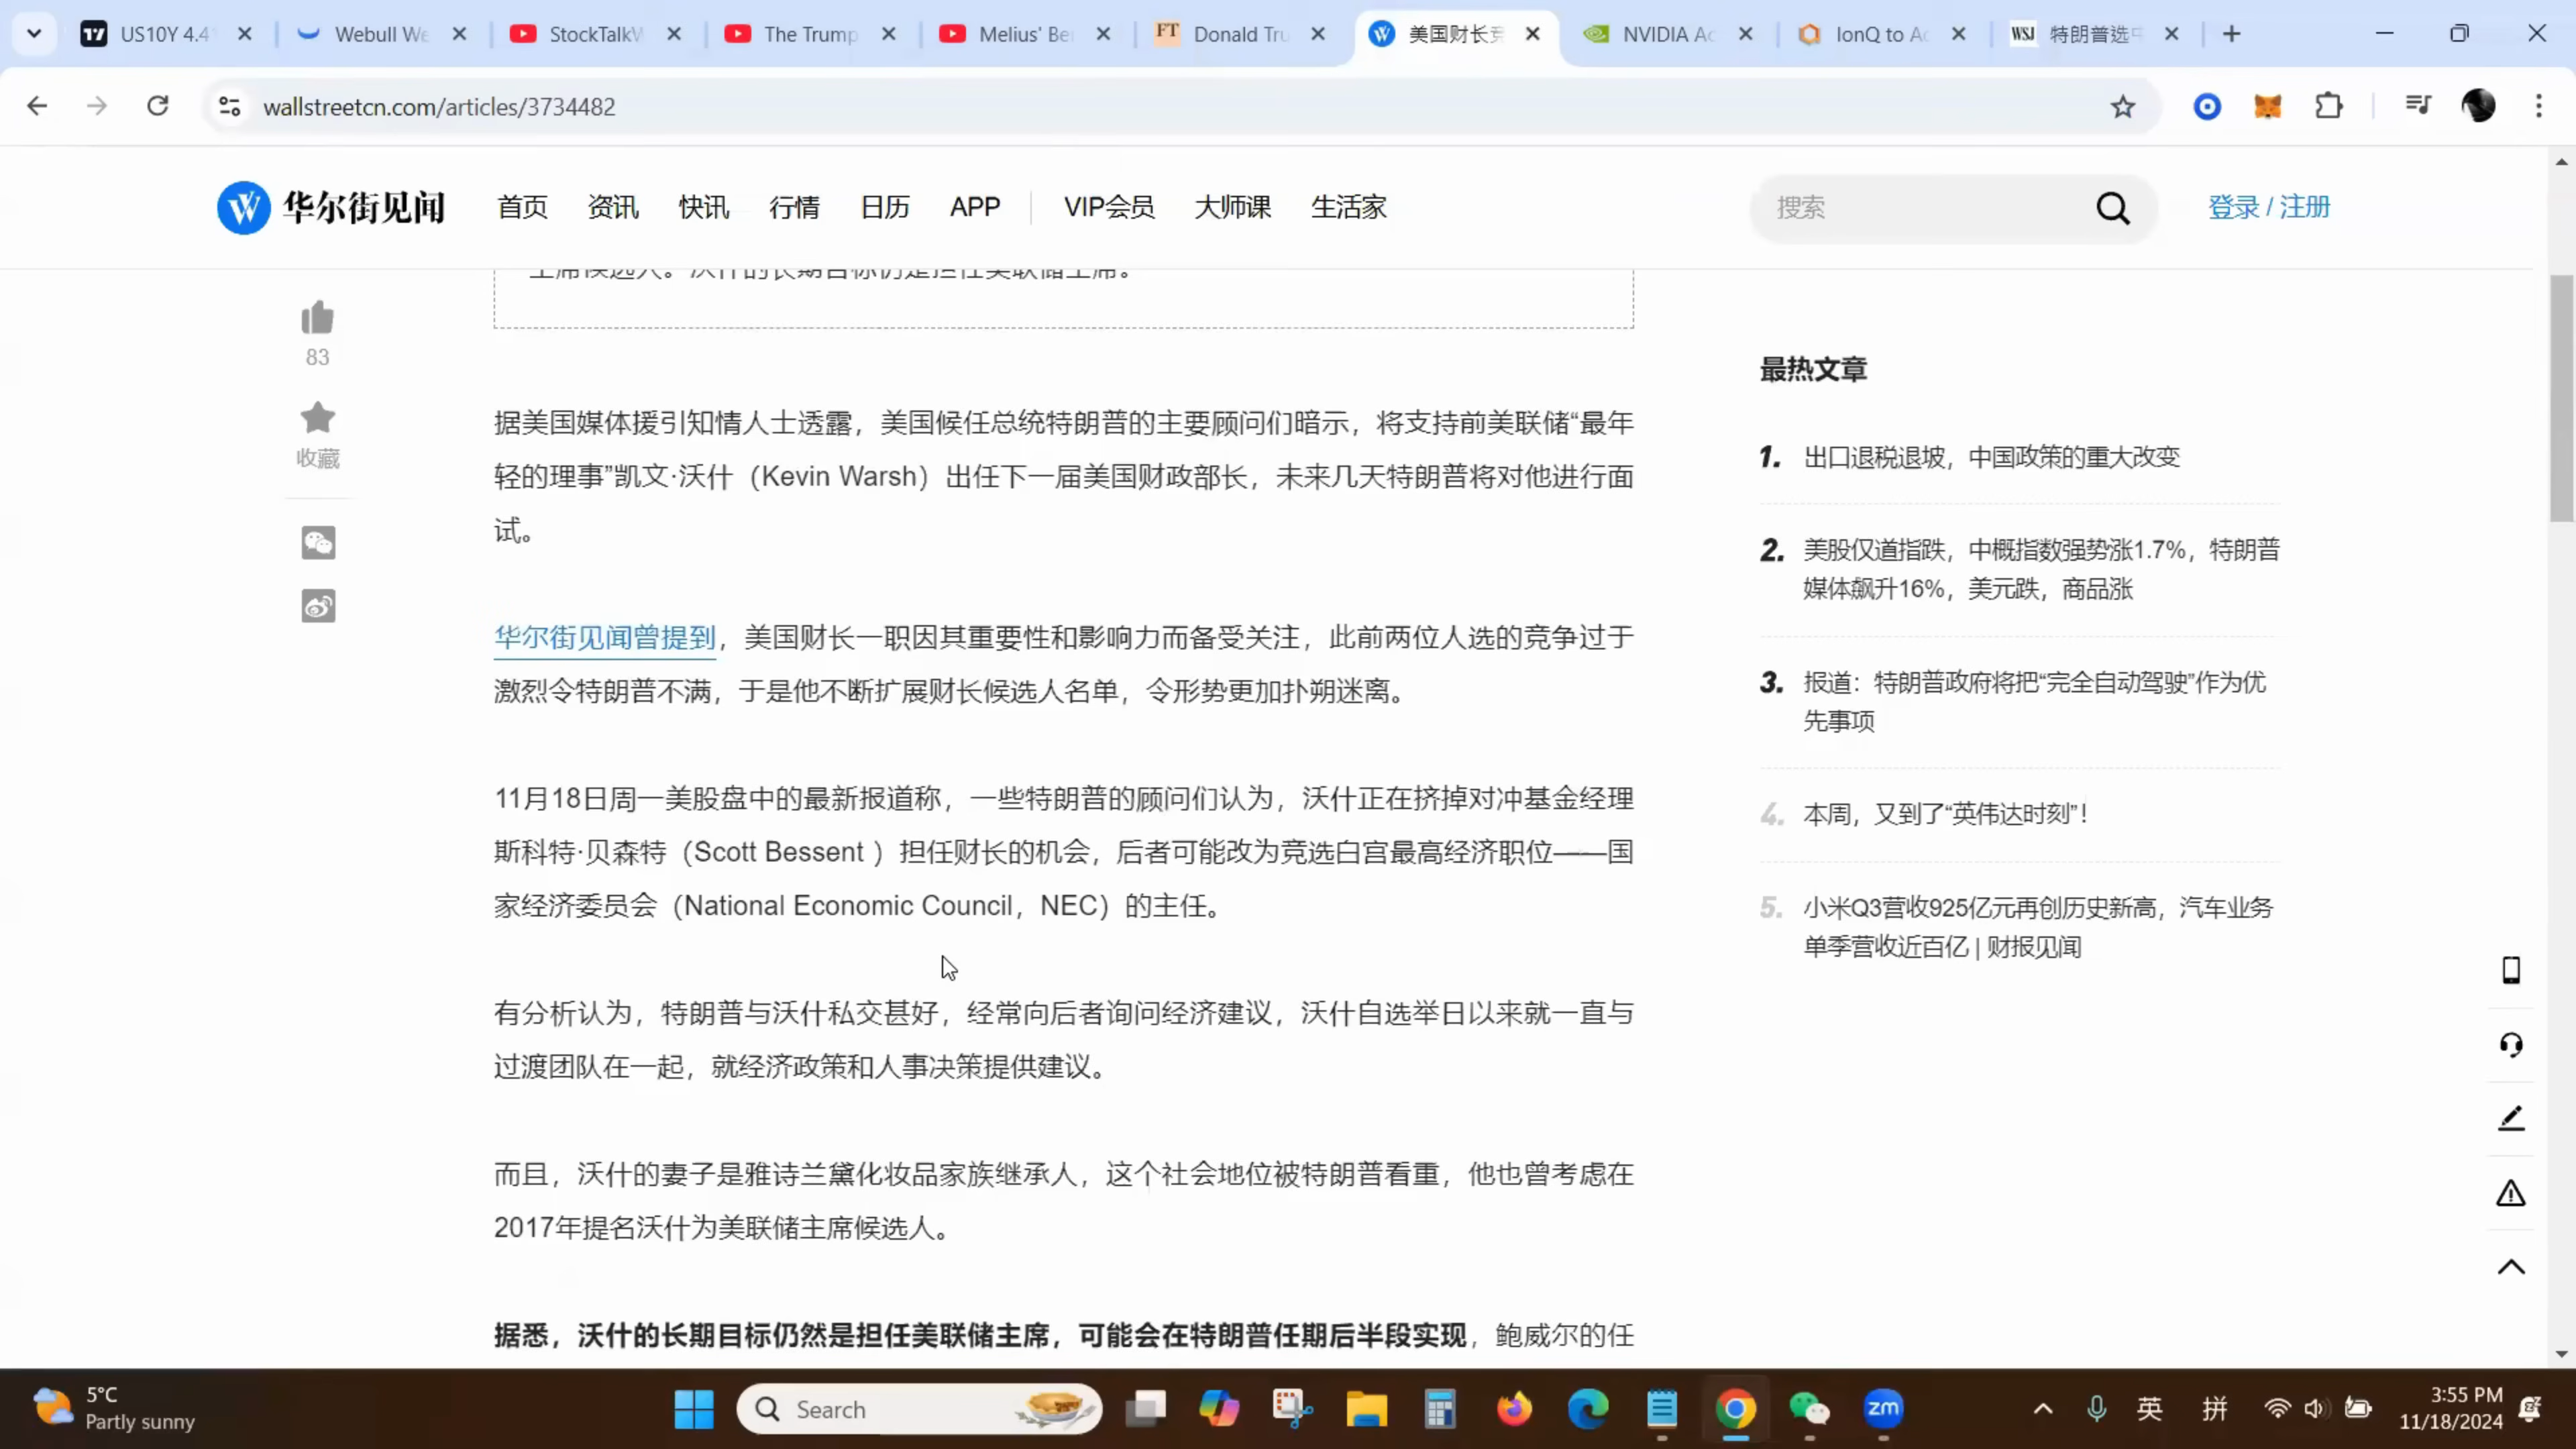 US10Y 4.4
Webull We
StockTalkW
The Trump
Melius' Be
Donald Tru
美国财长竞
NVIDIA Ac
IonQ to Ac
WSJ 特朗普选中
wallstreetcn.com/articles/3734482
华尔街见闻 首页 资讯 快讯 行情 日历 APP VIP会员 大师课 生活家 搜索 登录 / 注册
主席候选人。沃什的长期目标仍是担任美联储主席。
83
收藏
据美国媒体援引知情人士透露，美国候任总统特朗普的主要顾问们暗示，将支持前美联储“最年
轻的理事”凯文·沃什（Kevin Warsh）出任下一届美国财政部长，未来几天特朗普将对他进行面
试。
华尔街见闻曾提到，美国财长一职因其重要性和影响力而备受关注，此前两位人选的竞争过于
激烈令特朗普不满，于是他不断扩展财长候选人名单，令形势更加扑朔迷离。
11月18日周一美股盘中的最新报道称，一些特朗普的顾问们认为，沃什正在挤掉对冲基金经理
斯科特·贝森特（Scott Bessent ）担任财长的机会，后者可能改为竞选白宫最高经济职位——国
家经济委员会（National Economic Council，NEC）的主任。
有分析认为，特朗普与沃什私交甚好，经常向后者询问经济建议，沃什自选举日以来就一直与
过渡团队在一起，就经济政策和人事决策提供建议。
而且，沃什的妻子是雅诗兰黛化妆品家族继承人，这个社会地位被特朗普看重，他也曾考虑在
2017年提名沃什为美联储主席候选人。
据悉，沃什的长期目标仍然是担任美联储主席，可能会在特朗普任期后半段实现，鲍威尔的任
最热文章
1. 出口退税退坡，中国政策的重大改变
2. 美股仅道指跌，中概指数强势涨1.7%，特朗普
媒体飙升16%，美元跌，商品涨
3. 报道：特朗普政府将把“完全自动驾驶”作为优
先事项
4. 本周，又到了“英伟达时刻”！
5. 小米Q3营收925亿元再创历史新高，汽车业务
单季营收近百亿 | 财报见闻
5°C
Partly sunny
Search
zm
英
拼
3:55 PM
11/18/2024